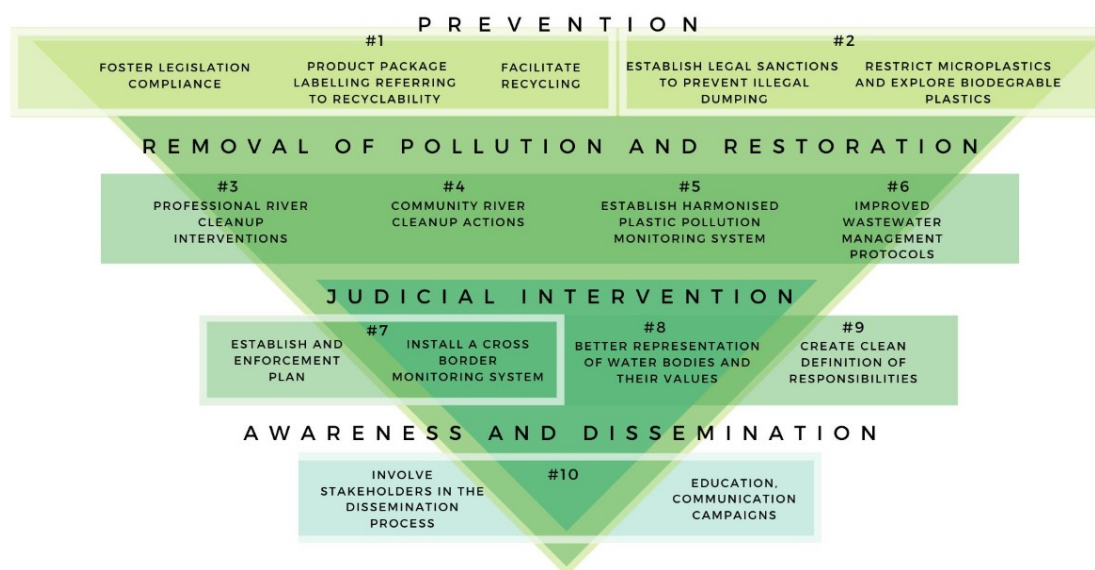 PREVENTION
#1
FOSTER LEGISLATION
COMPLIANCE
PRODUCT PACKAGE
LABELLING REFERRING
TO RECYCLABILITY
FACILITATE
RECYCLING
#2
ESTABLISH LEGAL SANCTIONS
TO PREVENT ILLEGAL
DUMPING
RESTRICT MICROPLASTICS
AND EXPLORE BIODEGRABLE
PLASTICS
REMOVAL OF POLLUTION AND RESTORATION
#3
PROFESSIONAL RIVER
CLEANUP
INTERVENTIONS
#4
COMMUNITY RIVER
CLEANUP ACTIONS
#5
ESTABLISH HARMONISED
PLASTIC POLLUTION
MONITORING SYSTEM
#6
IMPROVED
WASTEWATER
MANAGEMENT
PROTOCOLS
JUDICIAL INTERVENTION
#7
ESTABLISH AND
ENFORCEMENT
PLAN
INSTALL A CROSS
BORDER
MONITORING SYSTEM
#8
BETTER REPRESENTATION
OF WATER BODIES AND
THEIR VALUES
#9
CREATE CLEAN
DEFINITION OF
RESPONSIBILITIES
AWARENESS AND DISSEMINATION
#10
INVOLVE
STAKEHOLDERS IN THE
DISSEMINATION
PROCESS
EDUCATION,
COMMUNICATION
CAMPAIGNS